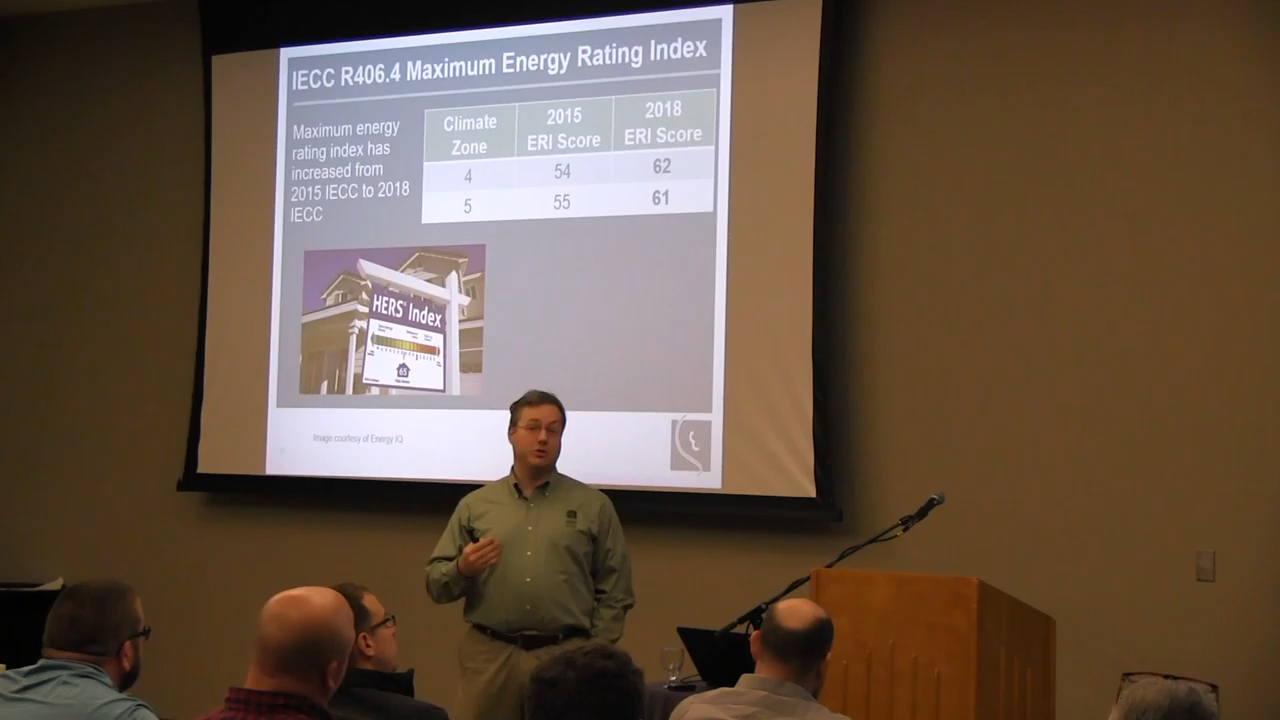 IECC R406.4 Maximum Energy Rating Index
Maximum energy
rating index has
increased from
2015 IECC to 2018
IECC
Climate Zone 2015 ERI Score 2018 ERI Score
4 54 62
5 55 61
HERS® Index
65
Image courtesy of Energy IQ